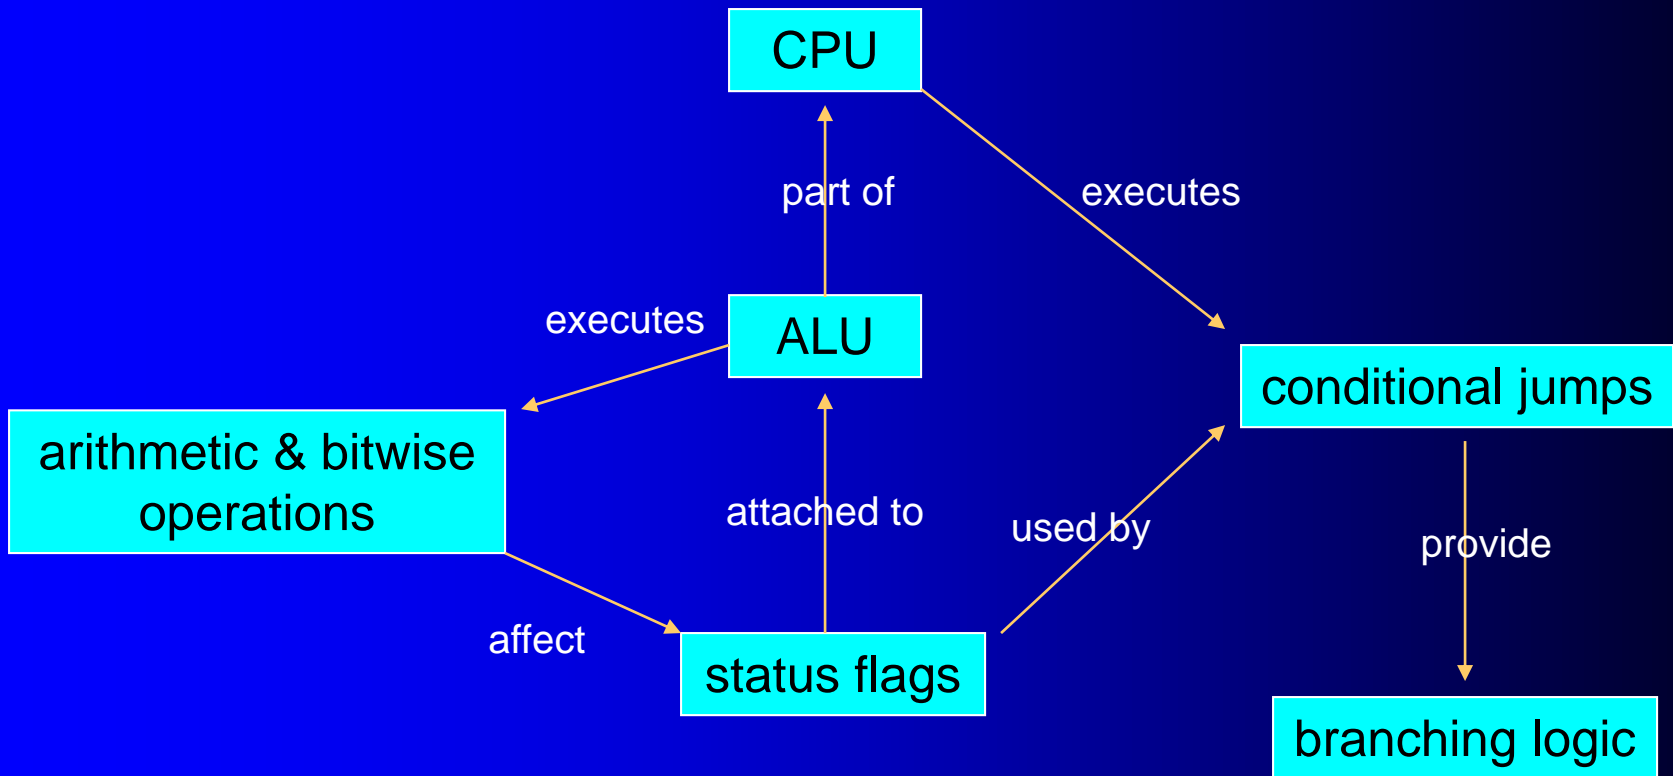 CPU
part of
executes
executes
ALU
conditional jumps
arithmetic & bitwise
operations
attached to
used by
provide
affect
status flags
branching logic